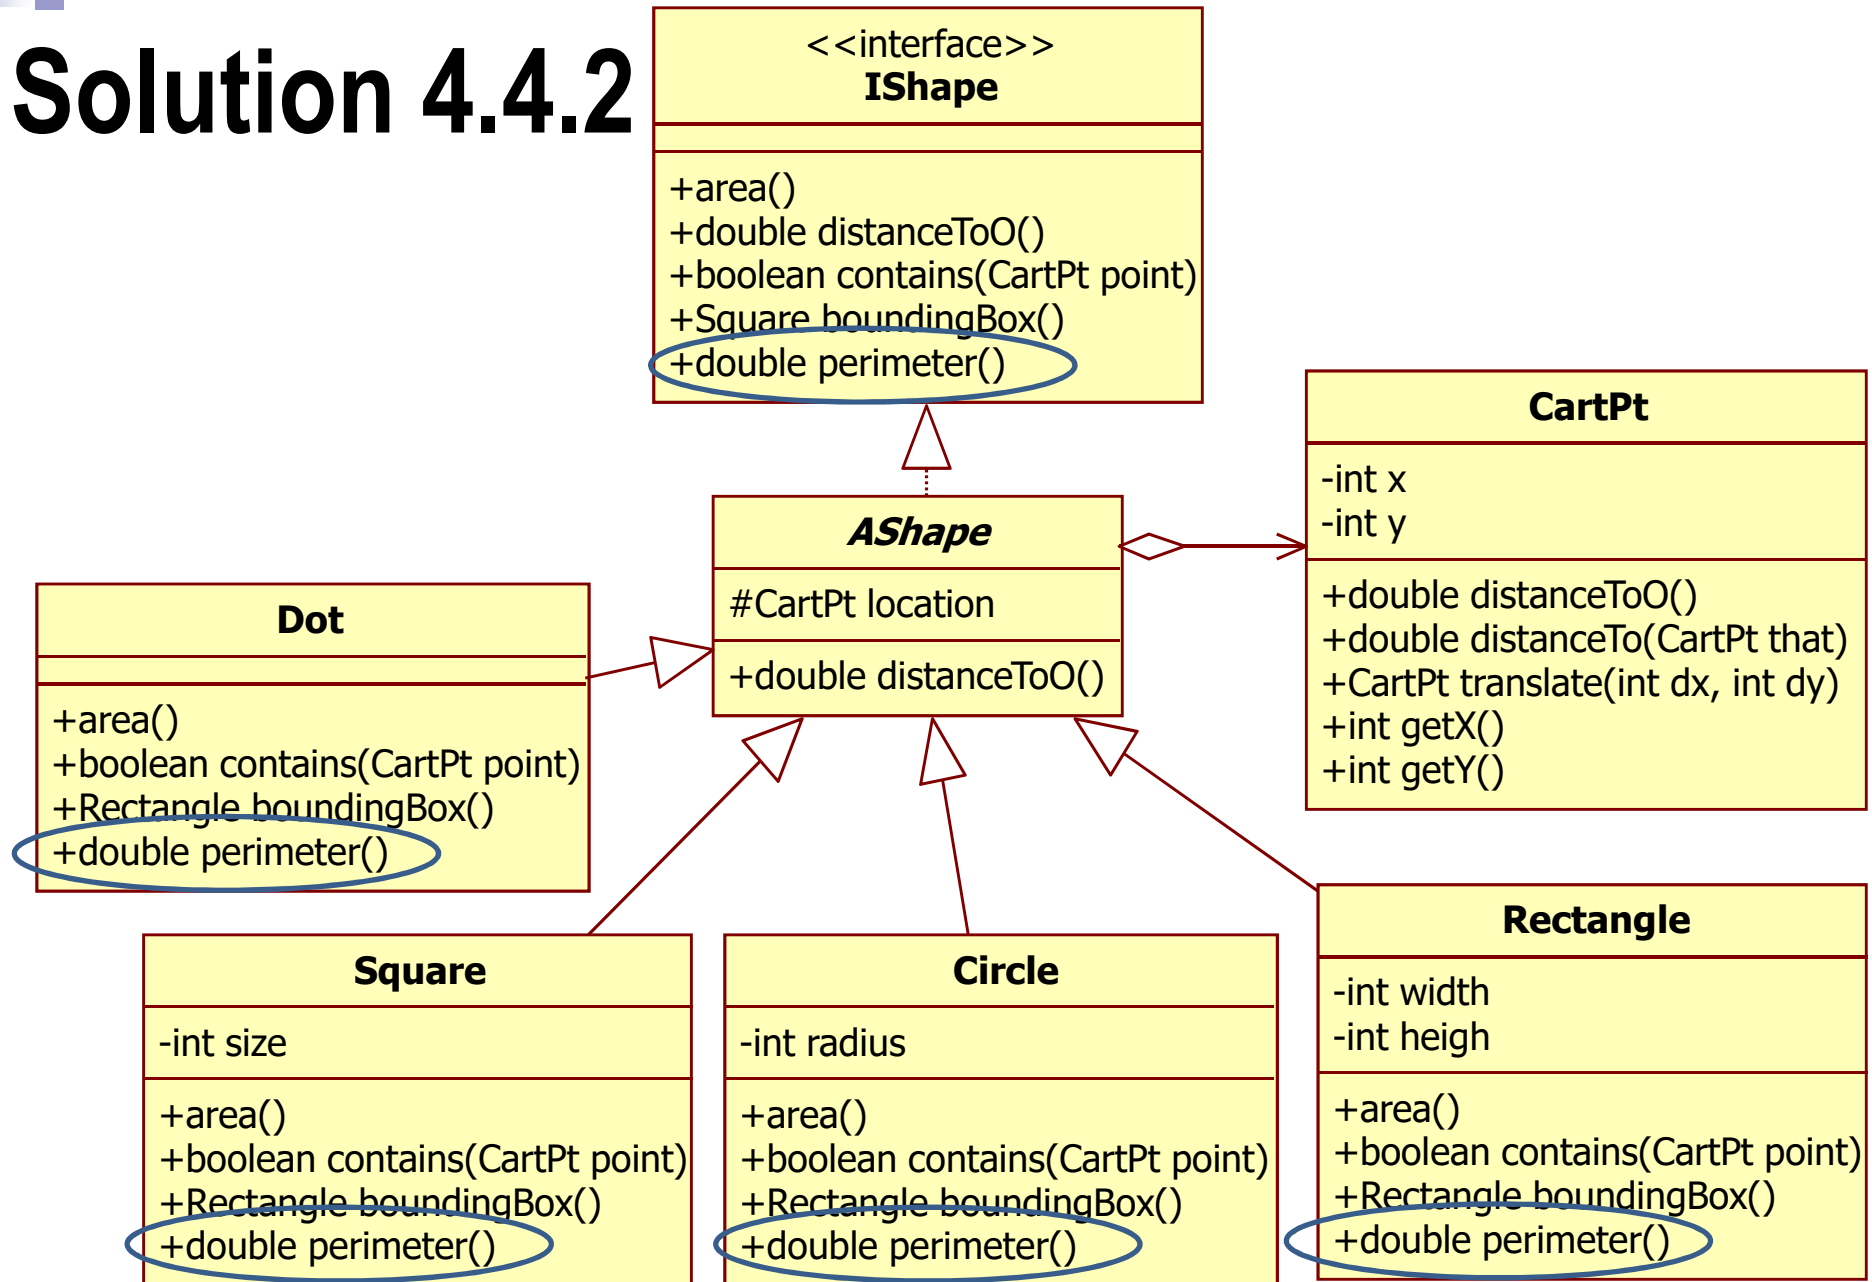 Solution 4.4.2
<<interface>>
IShape
+area()
+double distanceToO()
+boolean contains(CartPt point)
+Square boundingBox()
+double perimeter()
CartPt
-int x
-int y
+double distanceToO()
+double distanceTo(CartPt that)
+CartPt translate(int dx, int dy)
+int getX()
+int getY()
AShape
#CartPt location
+double distanceToO()
Dot
+area()
+boolean contains(CartPt point)
+Rectangle boundingBox()
+double perimeter()
Square
-int size
+area()
+boolean contains(CartPt point)
+Rectangle boundingBox()
+double perimeter()
Circle
-int radius
+area()
+boolean contains(CartPt point)
+Rectangle boundingBox()
+double perimeter()
Rectangle
-int width
-int heigh
+area()
+boolean contains(CartPt point)
+Rectangle boundingBox()
+double perimeter()